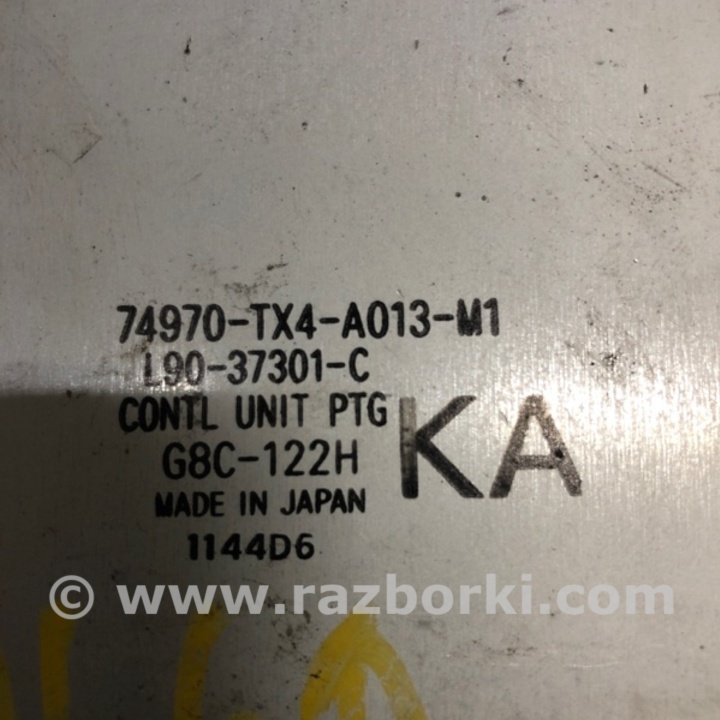 74970-TX4-A013-M1
L90-37301-C
CONTL UNIT PTG
KA
G8C-122H
MADE IN JAPAN
1144D6
© www.razborki.com